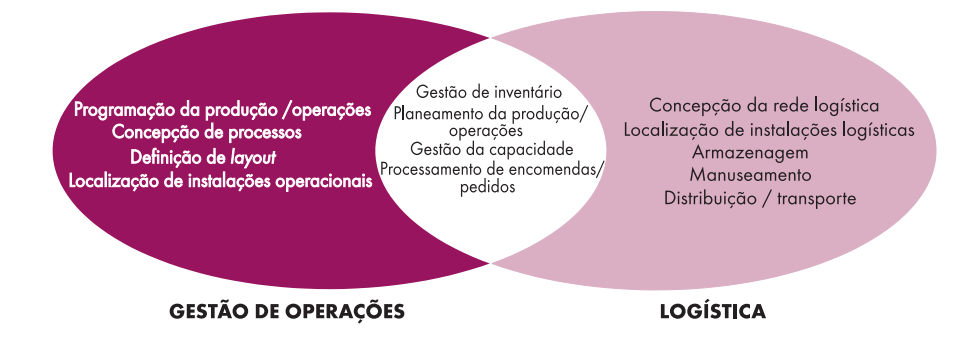 Programação da produção /operações
Concepção de processos
Definição de layout
Localização de instalações operacionais
Gestão de inventário
Planeamento da produção/
operações
Gestão da capacidade
Processamento de encomendas/
pedidos
Concepção da rede logística
Localização de instalações logísticas
Armazenagem
Manuseamento
Distribuição / transporte
GESTÃO DE OPERAÇÕES
LOGÍSTICA